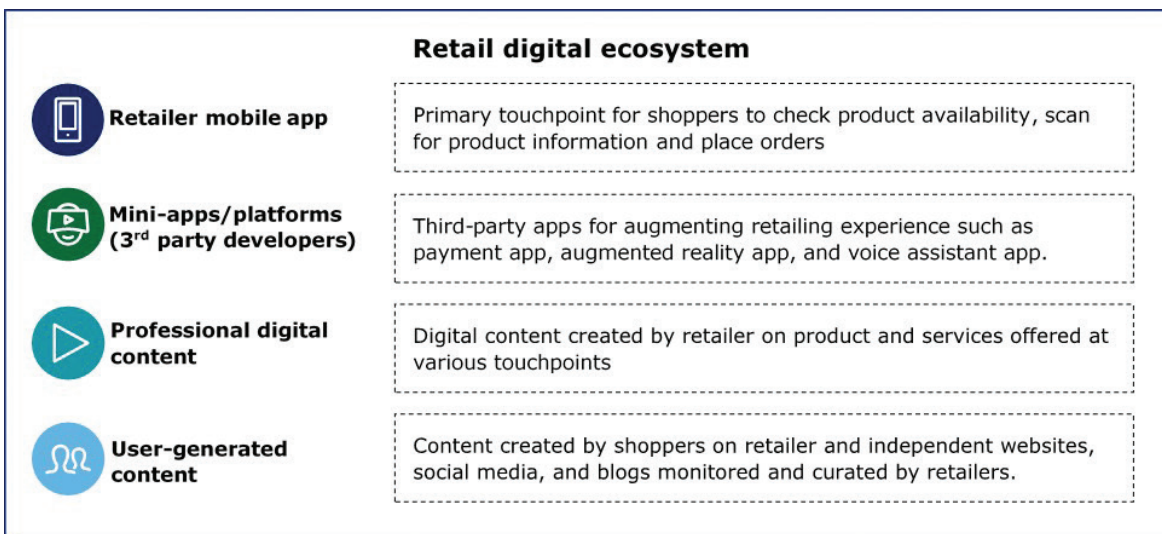 Retail digital ecosystem
Retailer mobile app
Primary touchpoint for shoppers to check product availability, scan
for product information and place orders
Mini-apps/platforms
(3rd party developers)
Third-party apps for augmenting retailing experience such as
payment app, augmented reality app, and voice assistant app.
Professional digital
content
Digital content created by retailer on product and services offered at
various touchpoints
User-generated
content
Content created by shoppers on retailer and independent websites,
social media, and blogs monitored and curated by retailers.